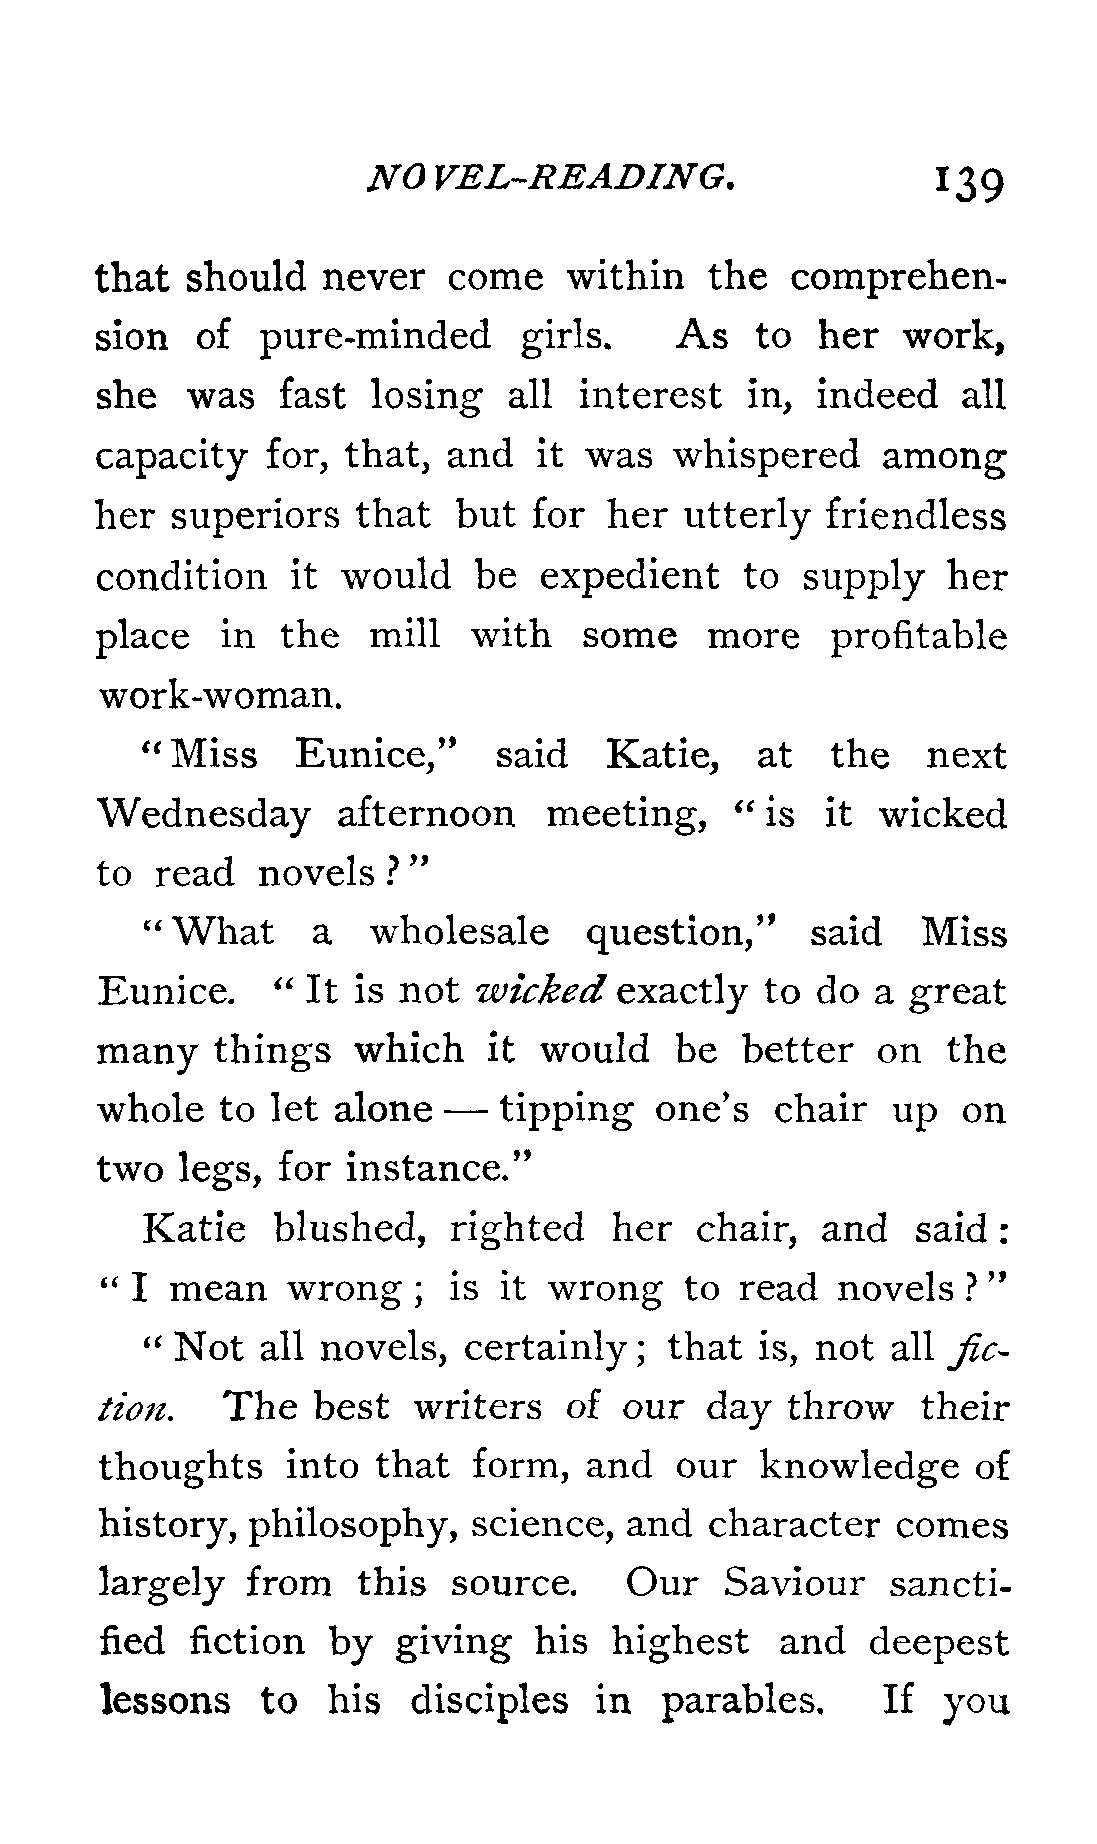 NOVEL-READING. 139
that should never come within the comprehen-
sion of pure-minded girls. As to her work,
she was fast losing all interest in, indeed all
capacity for, that, and it was whispered among
her superiors that but for her utterly friendless
condition it would be expedient to supply her
place in the mill with some more profitable
work-woman.
"Miss Eunice," said Katie, at the next
Wednesday afternoon meeting, "is it wicked
to read novels?"
"What a wholesale question," said Miss
Eunice. "It is not wicked exactly to do a great
many things which it would be better on the
whole to let alone — tipping one's chair up on
two legs, for instance."
Katie blushed, righted her chair, and said:
"I mean wrong; is it wrong to read novels?"
"Not all novels, certainly; that is, not all fic-
tion. The best writers of our day throw their
thoughts into that form, and our knowledge of
history, philosophy, science, and character comes
largely from this source. Our Saviour sancti-
fied fiction by giving his highest and deepest
lessons to his disciples in parables. If you